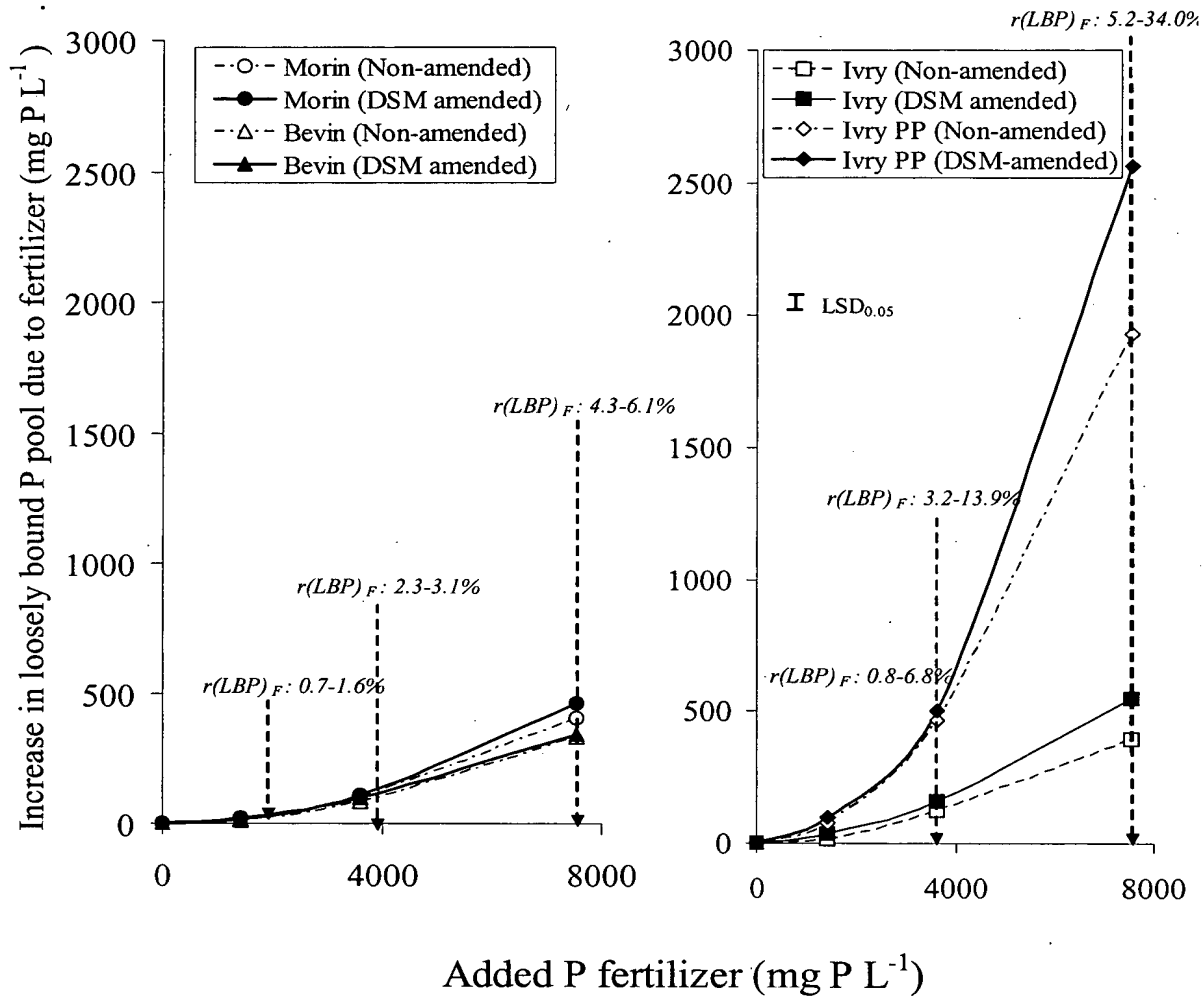 r(LBP) F : 5.2-34.0%
Increase in loosely bound P pool due to fertilizer (mg P L-1)
3000
2500
2000
1500
1000
500
0
Morin (Non-amended)
Morin (DSM amended)
Bevin (Non-amended)
Bevin (DSM amended)
r(LBP) F : 4.3-6.1%
r(LBP) F : 2.3-3.1%
r(LBP) F : 0.7-1.6%
0
4000
8000
3000
2500
2000
1500
1000
500
0
Ivry (Non-amended)
Ivry (DSM amended)
Ivry PP (Non-amended)
Ivry PP (DSM-amended)
LSD0.05
r(LBP) F : 3.2-13.9%
r(LBP) F : 0.8-6.8%
0
4000
8000
Added P fertilizer (mg P L-1)